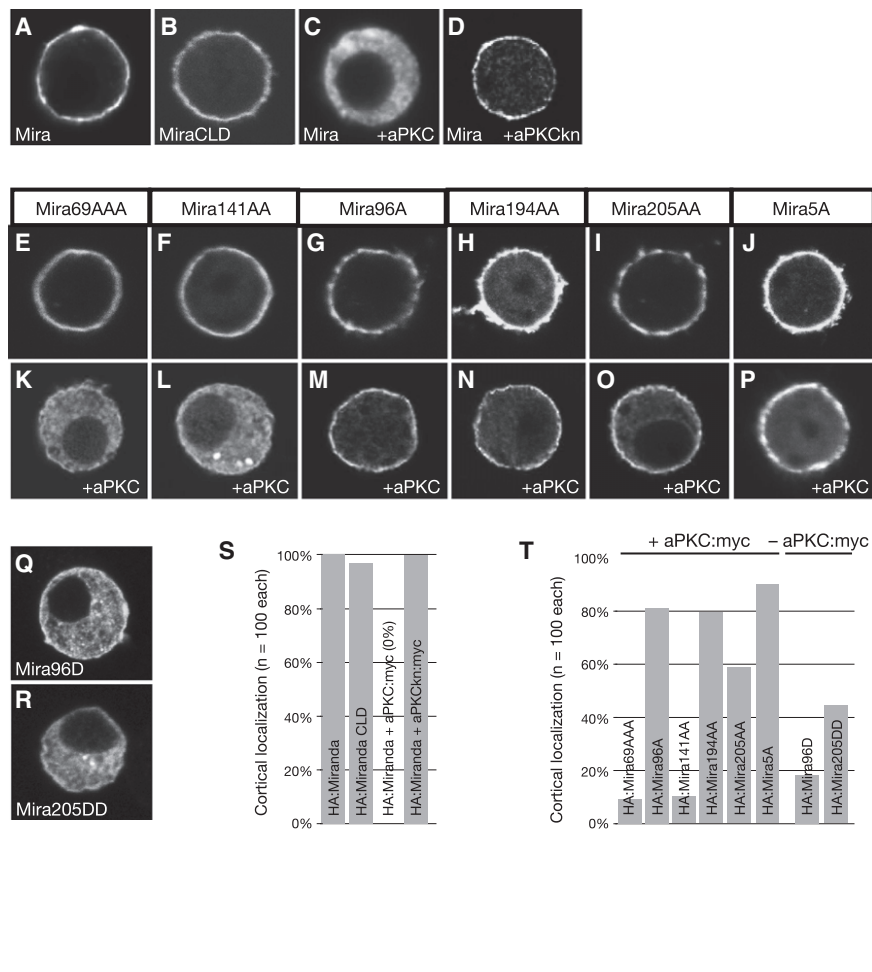 A B C D
Mira MiraCLD Mira +aPKC Mira +aPKCkn
Mira69AAA Mira141AA Mira96A Mira194AA Mira205AA Mira5A
E F G H I J
K L M N O P
+aPKC +aPKC +aPKC +aPKC +aPKC +aPKC
Q
Mira96D
R
Mira205DD
S
Cortical localization (n = 100 each)
100%
80%
60%
40%
20%
0%
HA:Miranda
HA:Miranda CLD
HA:Miranda + aPKC:myc (0%)
HA:Miranda + aPKCkn:myc
T
+ aPKC:myc – aPKC:myc
Cortical localization (n = 100 each)
100%
80%
60%
40%
20%
0%
HA:Mira69AAA
HA:Mira96A
HA:Mira141AA
HA:Mira194AA
HA:Mira205AA
HA:Mira5A
HA:Mira96D
HA:Mira205DD